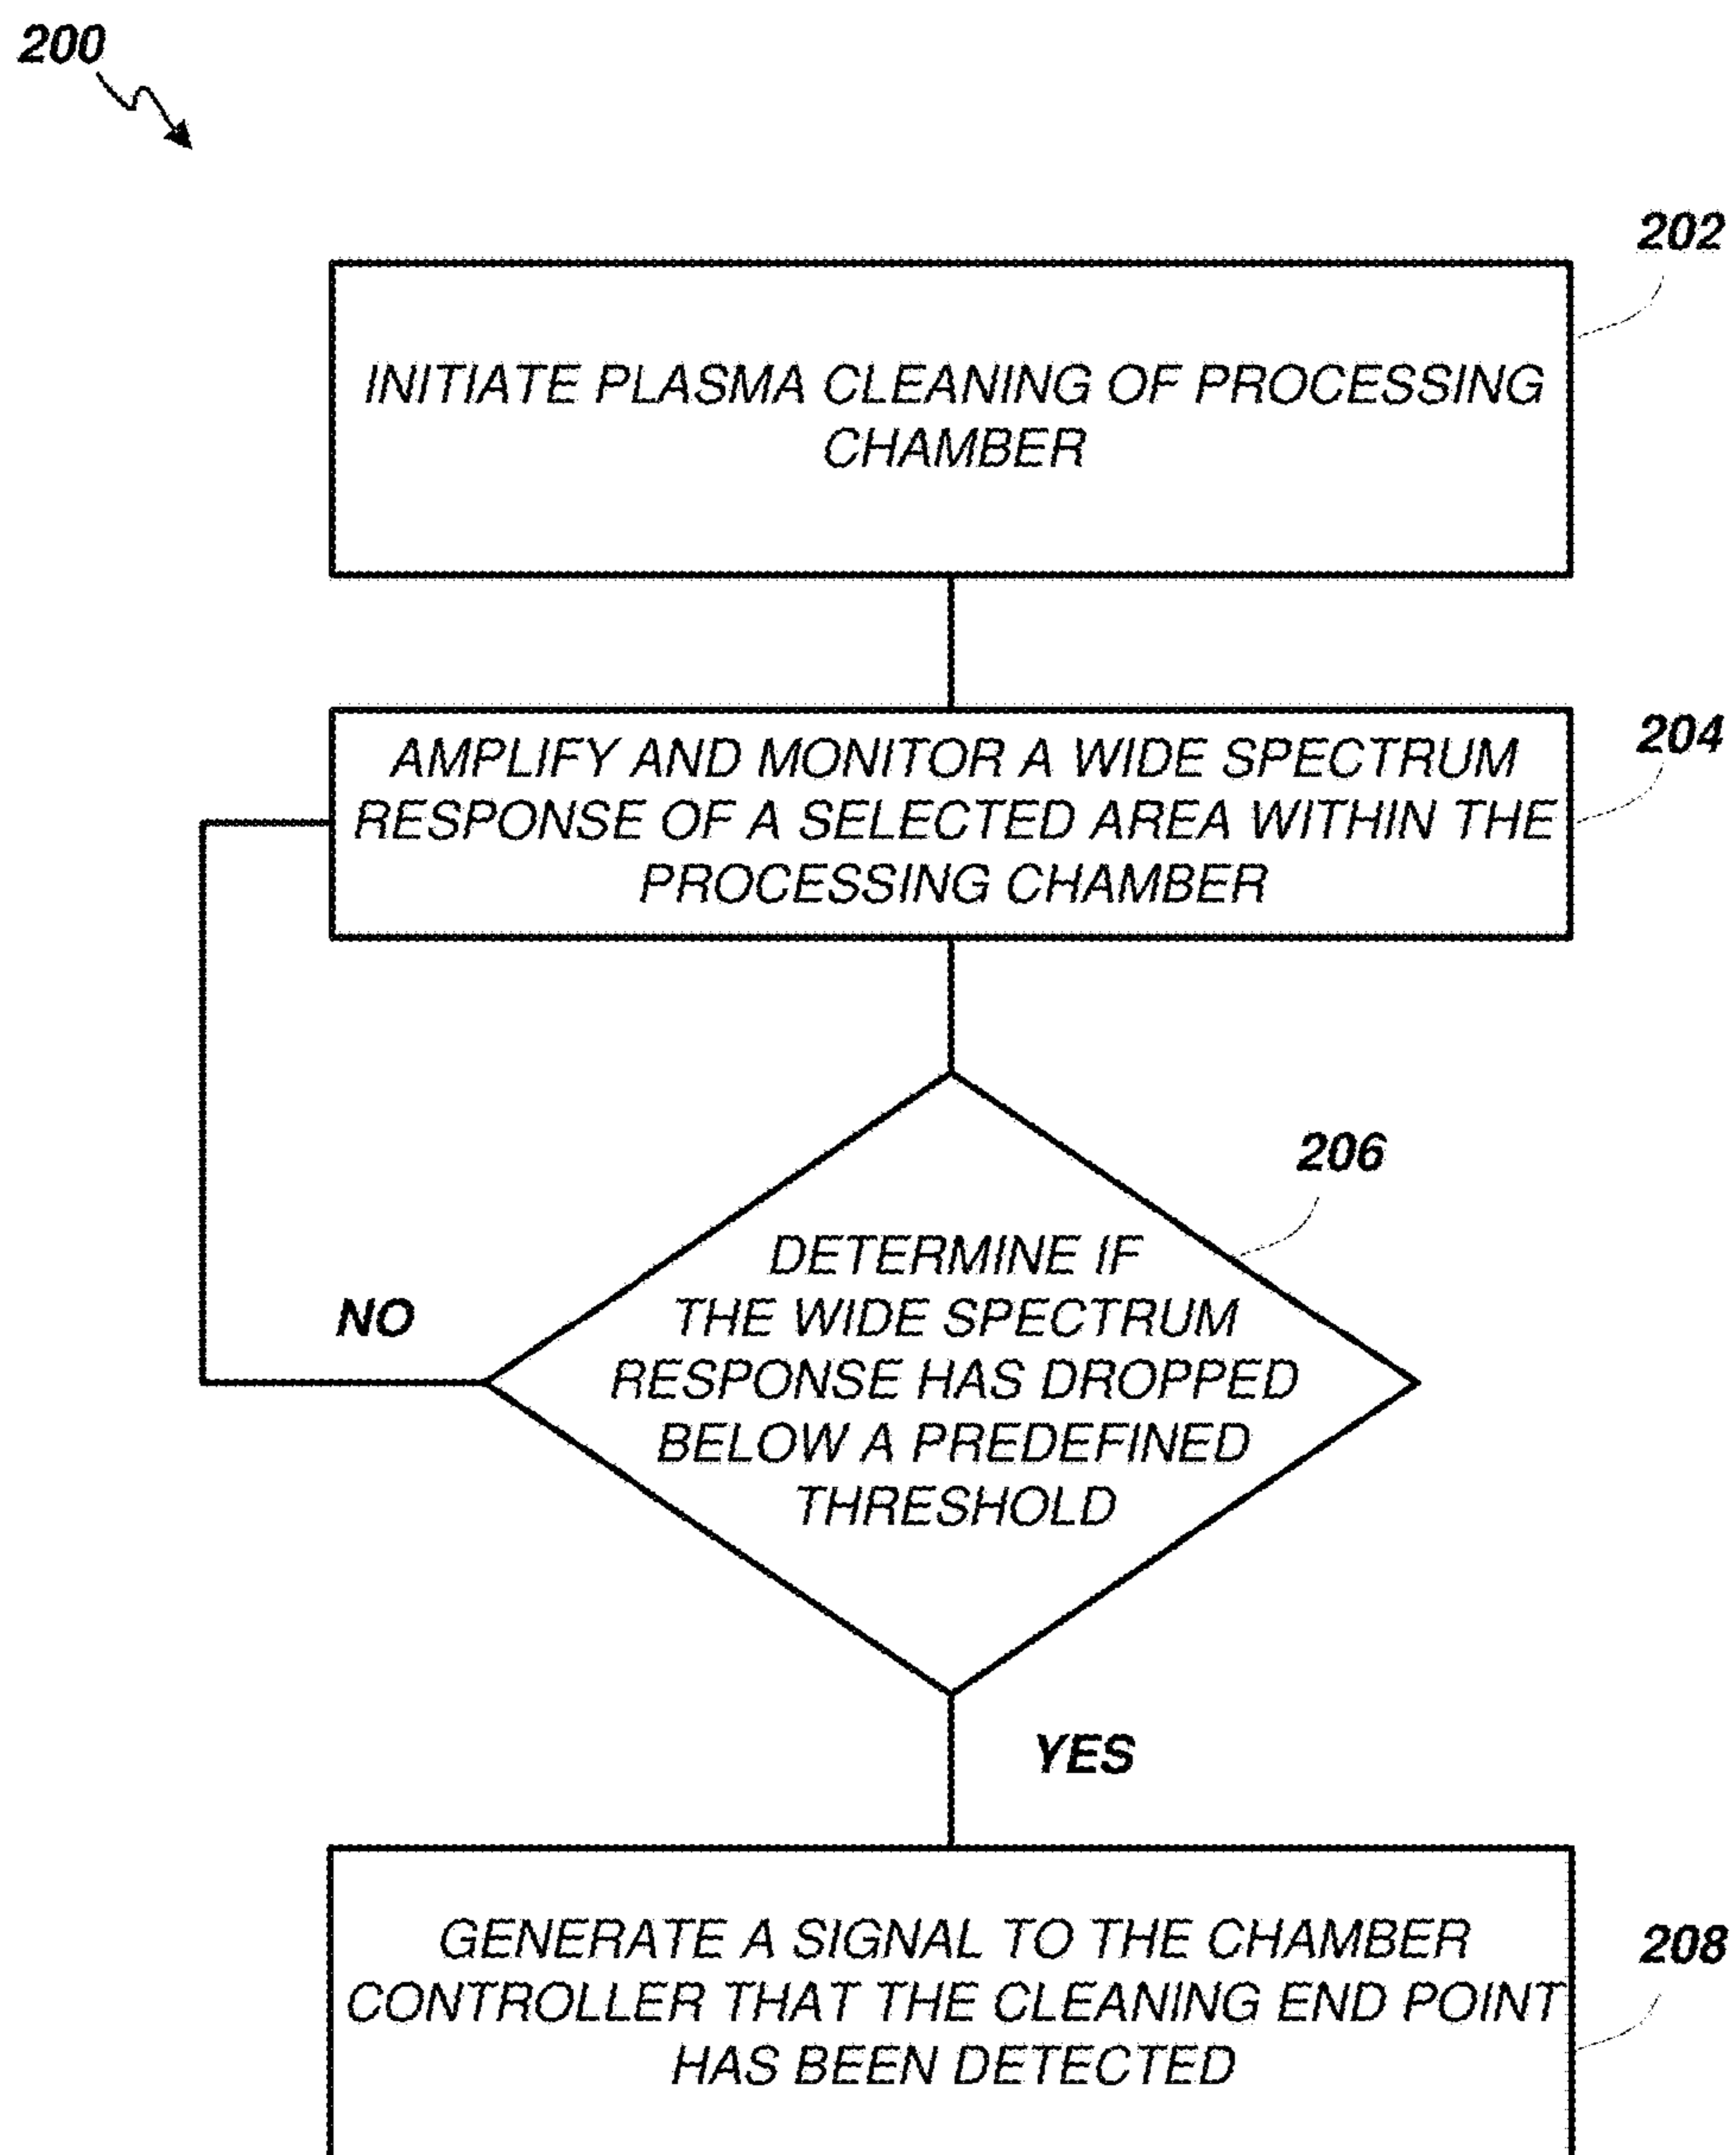 200
202
INITIATE PLASMA CLEANING OF PROCESSING
CHAMBER
204
AMPLIFY AND MONITOR A WIDE SPECTRUM
RESPONSE OF A SELECTED AREA WITHIN THE
PROCESSING CHAMBER
206
DETERMINE IF
THE WIDE SPECTRUM
RESPONSE HAS DROPPED
BELOW A PREDEFINED
THRESHOLD
NO
YES
208
GENERATE A SIGNAL TO THE CHAMBER
CONTROLLER THAT THE CLEANING END POINT
HAS BEEN DETECTED